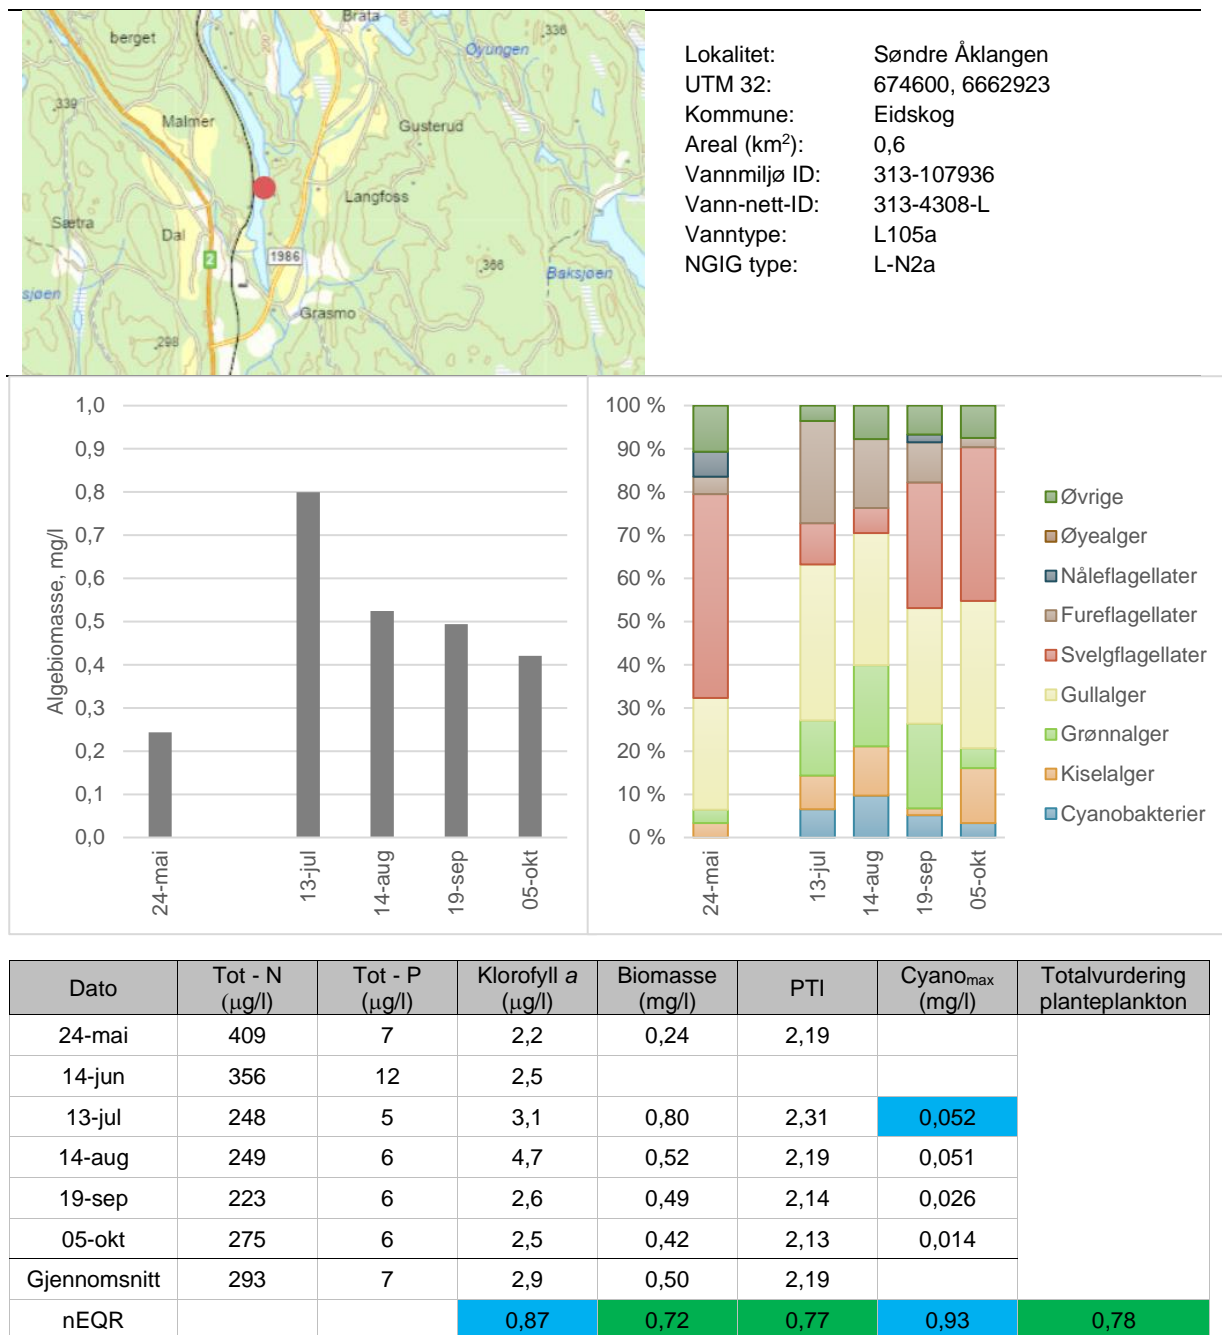 Brata
berget
Øyungen
336
339
Malmer
Gusterud
Langfoss
Sætra
Dal
2
1986
366
Baksjøen
sjøen
Grasmo
298
Lokalitet: Søndre Åklangen
UTM 32: 674600, 6662923
Kommune: Eidskog
Areal (km²): 0,6
Vannmiljø ID: 313-107936
Vann-nett-ID: 313-4308-L
Vanntype: L105a
NGIG type: L-N2a
Algebiomasse, mg/l
1,0
0,9
0,8
0,7
0,6
0,5
0,4
0,3
0,2
0,1
0,0
24-mai
13-jul
14-aug
19-sep
05-okt
100 %
90 %
80 %
70 %
60 %
50 %
40 %
30 %
20 %
10 %
0 %
24-mai
13-jul
14-aug
19-sep
05-okt
Øvrige
Øyealger
Nåleflagellater
Fureflagellater
Svelgflagellater
Gullalger
Grønnalger
Kiselalger
Cyanobakterier
Dato Tot - N (µg/l) Tot - P (µg/l) Klorofyll a (µg/l) Biomasse (mg/l) PTI Cyanomax (mg/l) Totalvurdering planteplankton
24-mai 409 7 2,2 0,24 2,19
14-jun 356 12 2,5
13-jul 248 5 3,1 0,80 2,31 0,052
14-aug 249 6 4,7 0,52 2,19 0,051
19-sep 223 6 2,6 0,49 2,14 0,026
05-okt 275 6 2,5 0,42 2,13 0,014
Gjennomsnitt 293 7 2,9 0,50 2,19
nEQR 0,87 0,72 0,77 0,93 0,78